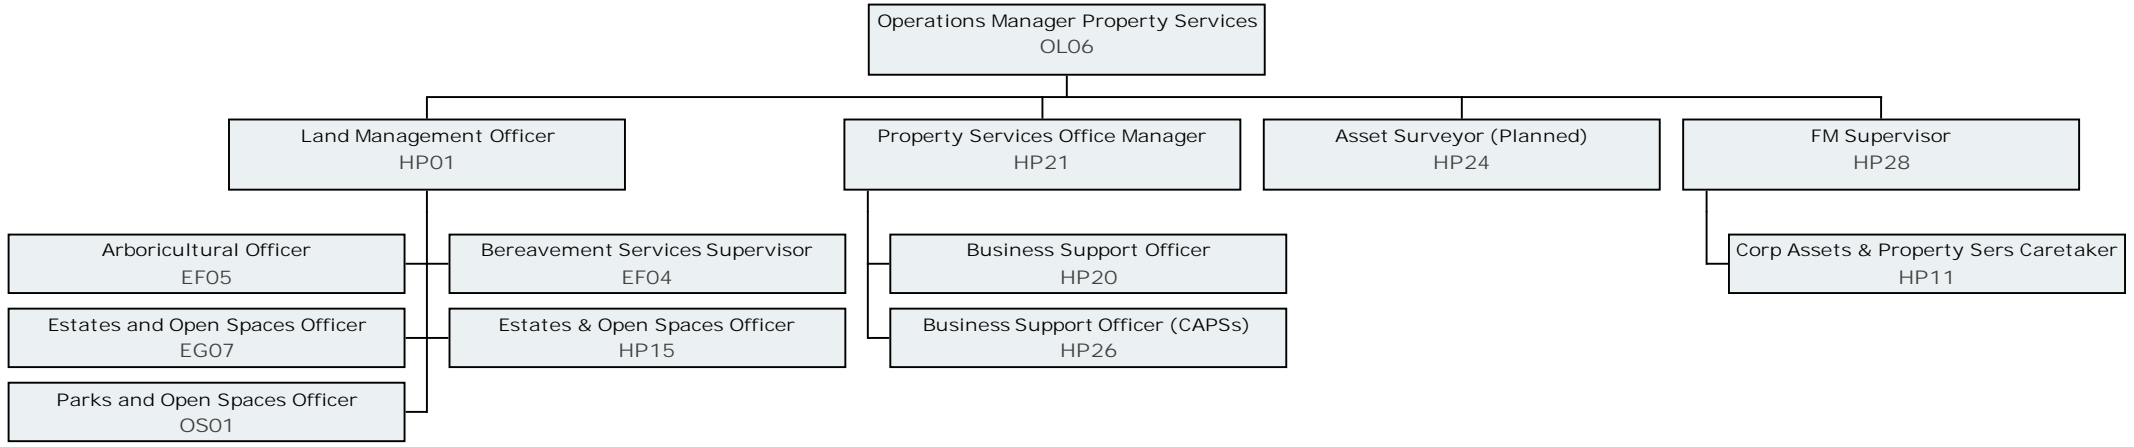 Operations Manager Property Services
OL06
Land Management Officer
HP01
Property Services Office Manager
HP21
Asset Surveyor (Planned)
HP24
FM Supervisor
HP28
Arboricultural Officer
EF05
Bereavement Services Supervisor
EF04
Business Support Officer
HP20
Corp Assets & Property Sers Caretaker
HP11
Estates and Open Spaces Officer
EG07
Estates & Open Spaces Officer
HP15
Business Support Officer (CAPSs)
HP26
Parks and Open Spaces Officer
OS01